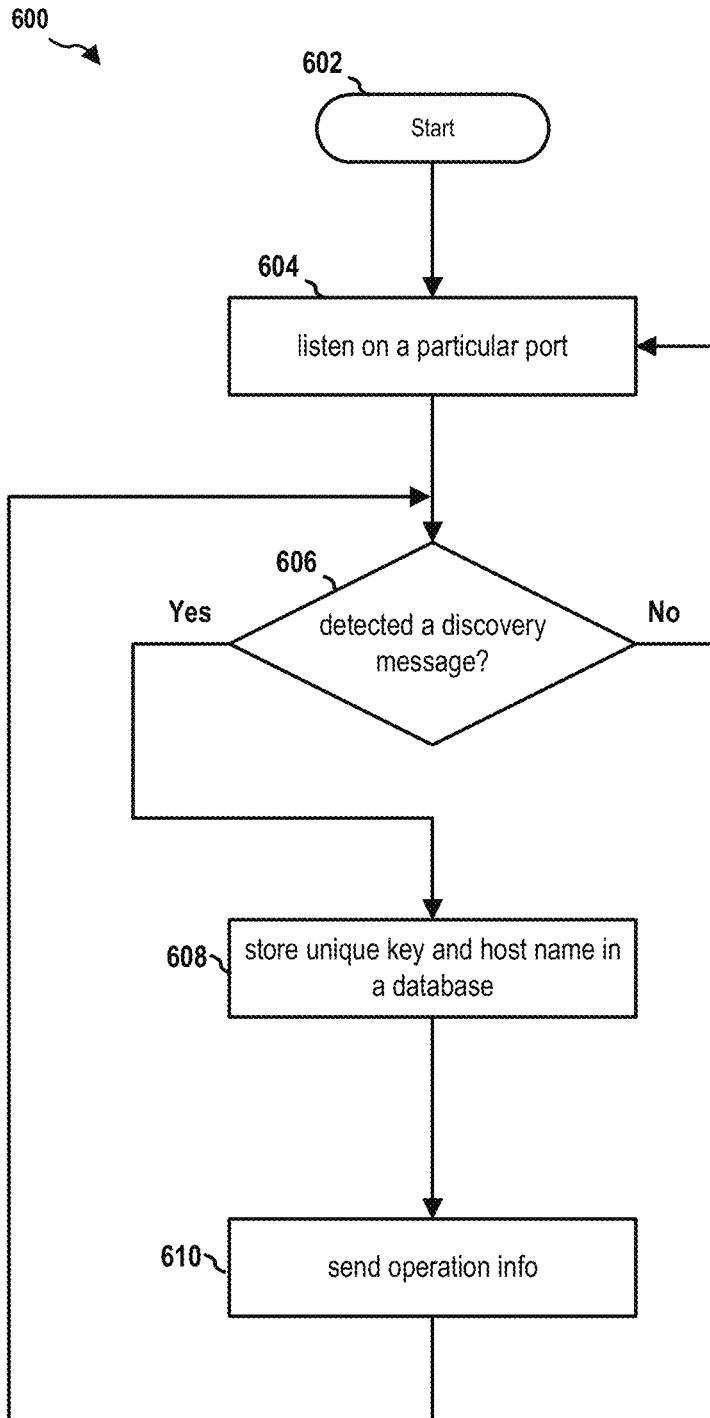 600
602
Start
604
listen on a particular port
606
Yes
detected a discovery
message?
No
608
store unique key and host name in
a database
610
send operation info